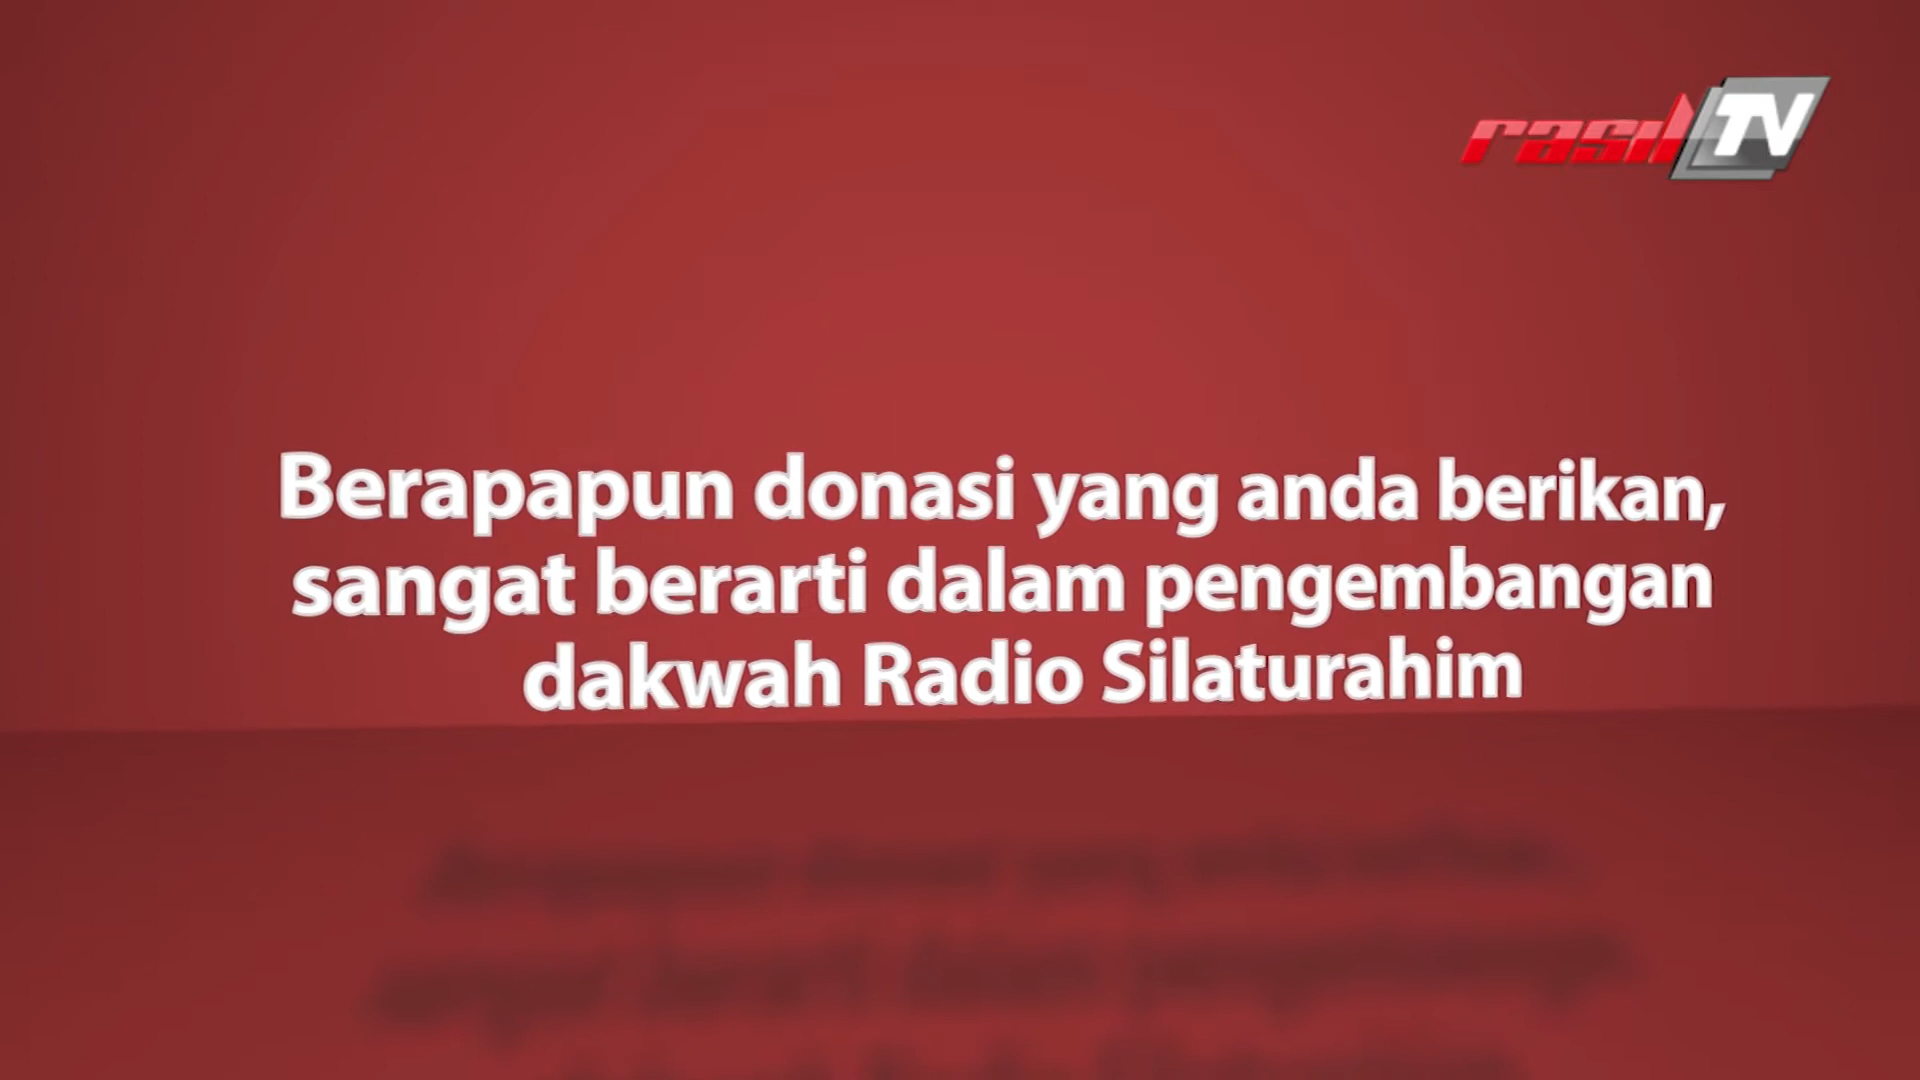 rasil TV
Berapapun donasi yang anda berikan,
sangat berarti dalam pengembangan
dakwah Radio Silaturahim